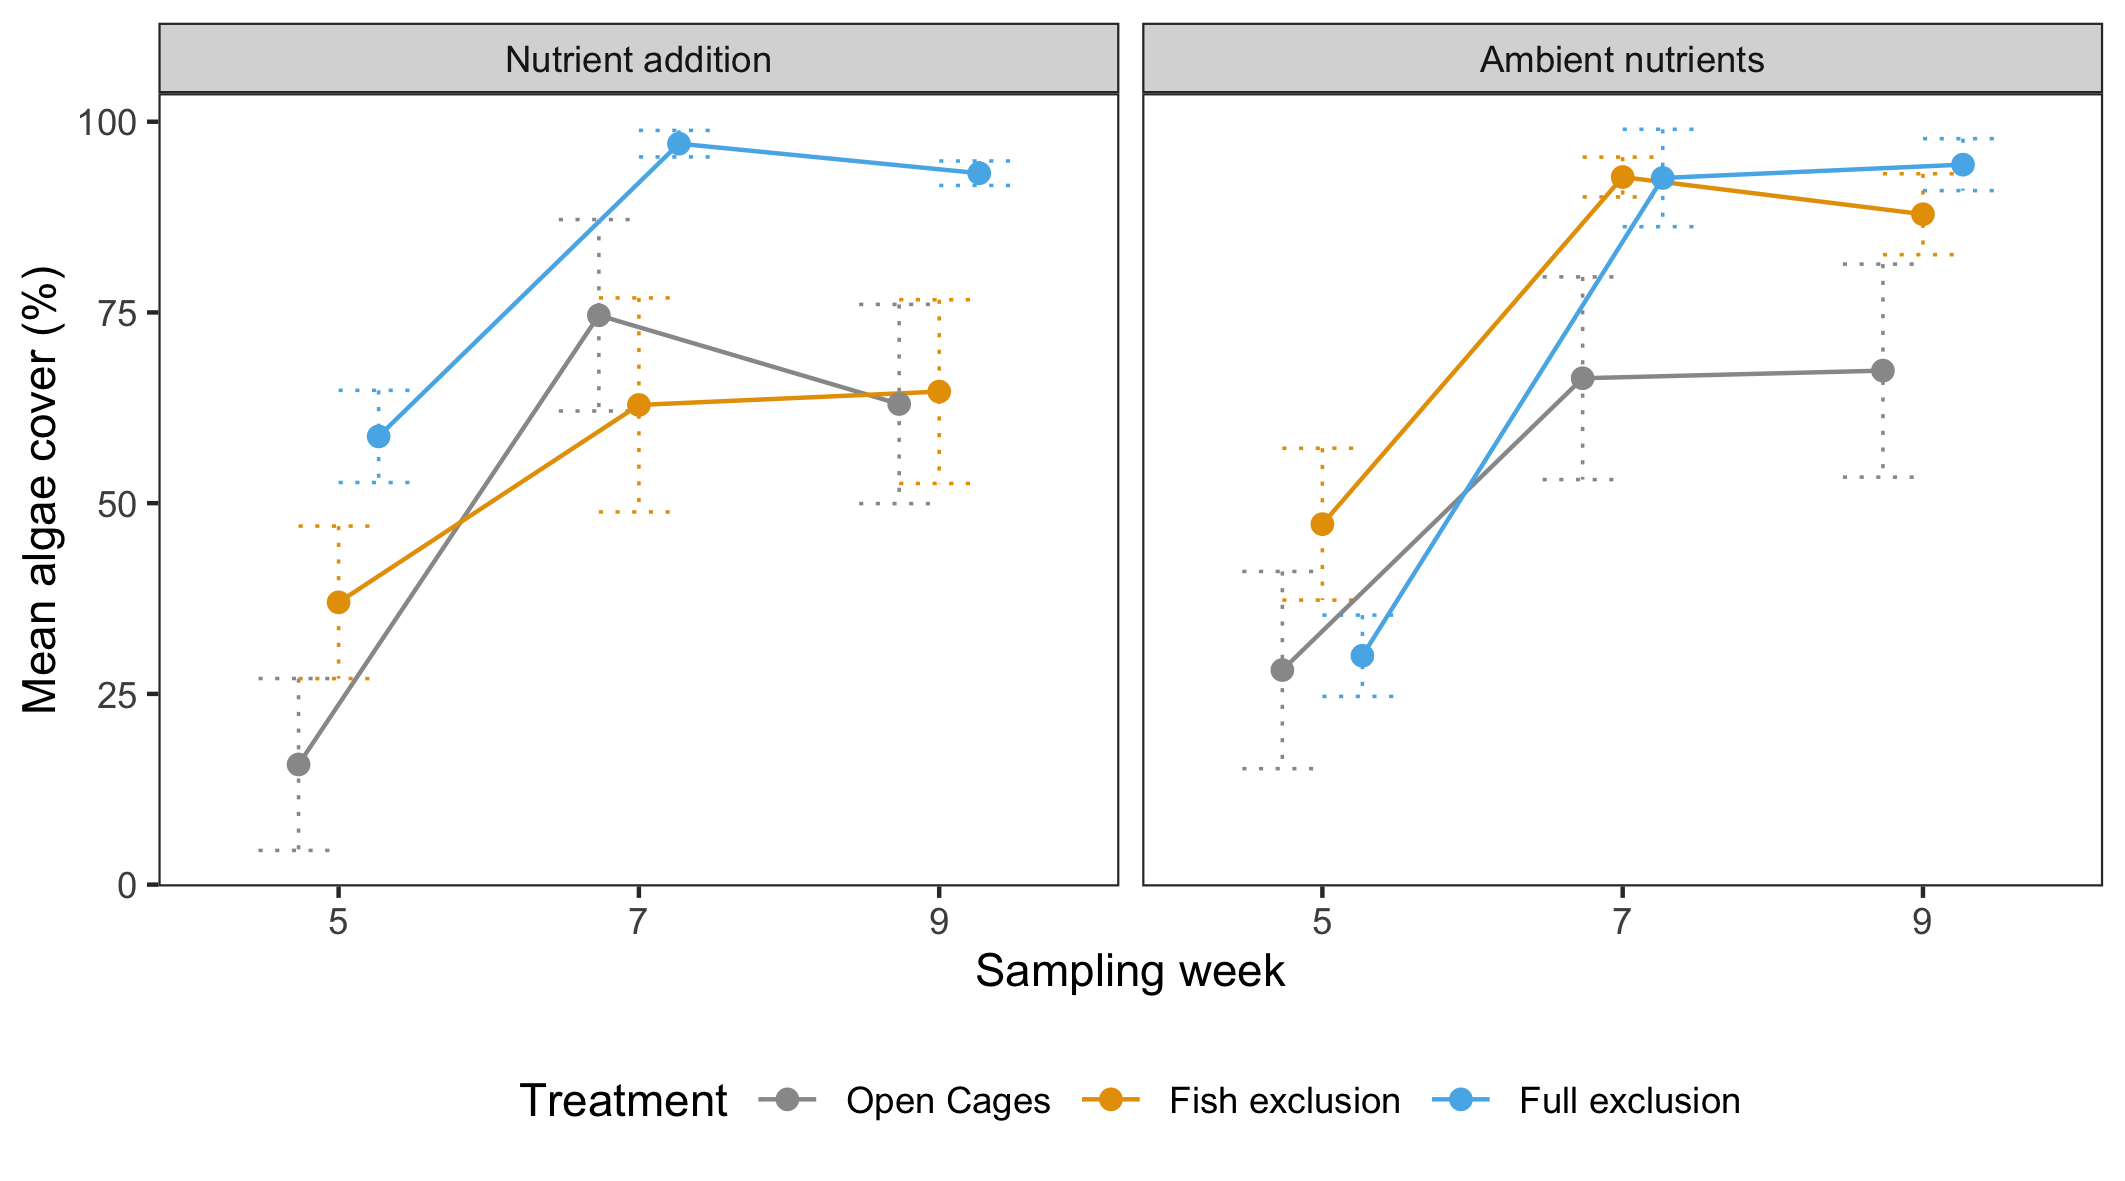 Nutrient addition
Ambient nutrients
100
75
50
25
0
Mean algae cover (%)
5 7 9
5 7 9
Sampling week
Treatment Open Cages Fish exclusion Full exclusion